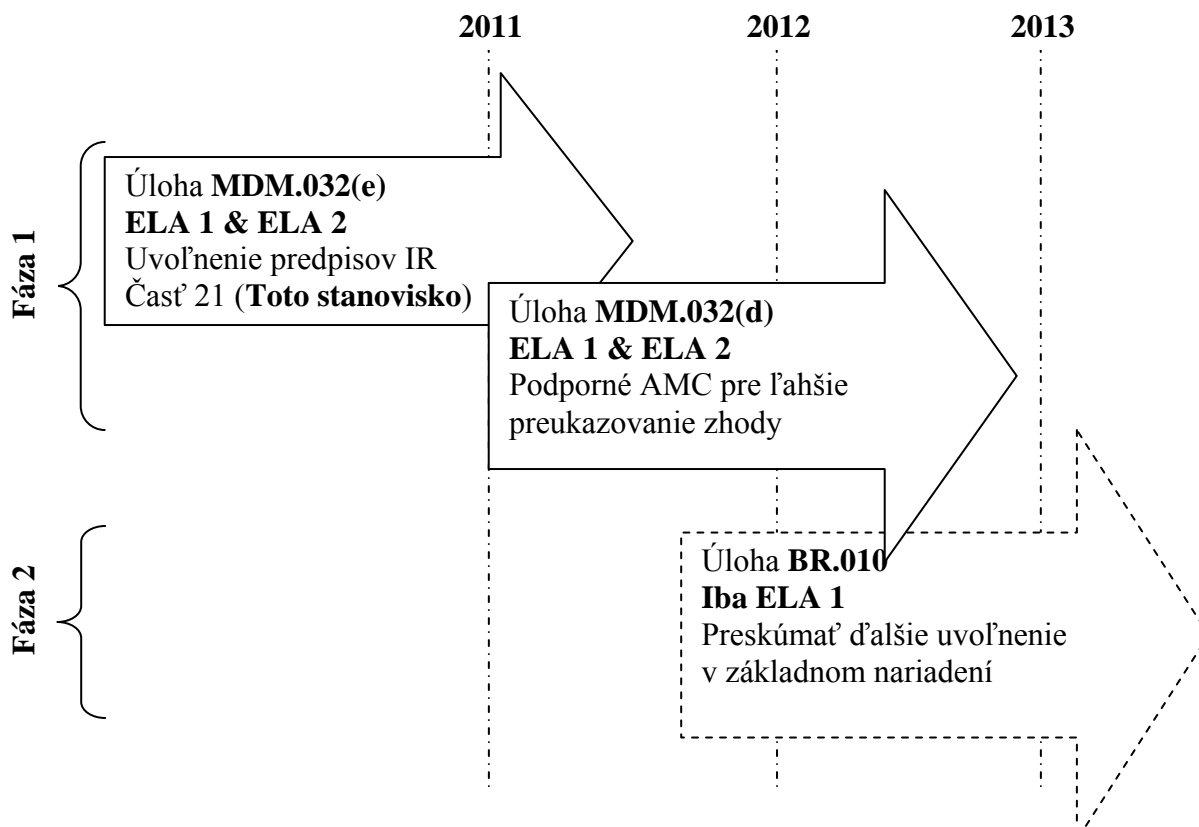 2011 2012 2013
Fáza 1
Úloha MDM.032(e)
ELA 1 & ELA 2
Uvoľnenie predpisov IR
Časť 21 (Toto stanovisko)
Úloha MDM.032(d)
ELA 1 & ELA 2
Podporné AMC pre ľahšie
preukazovanie zhody
Fáza 2
Úloha BR.010
Iba ELA 1
Preskúmať ďalšie uvoľnenie
v základnom nariadení